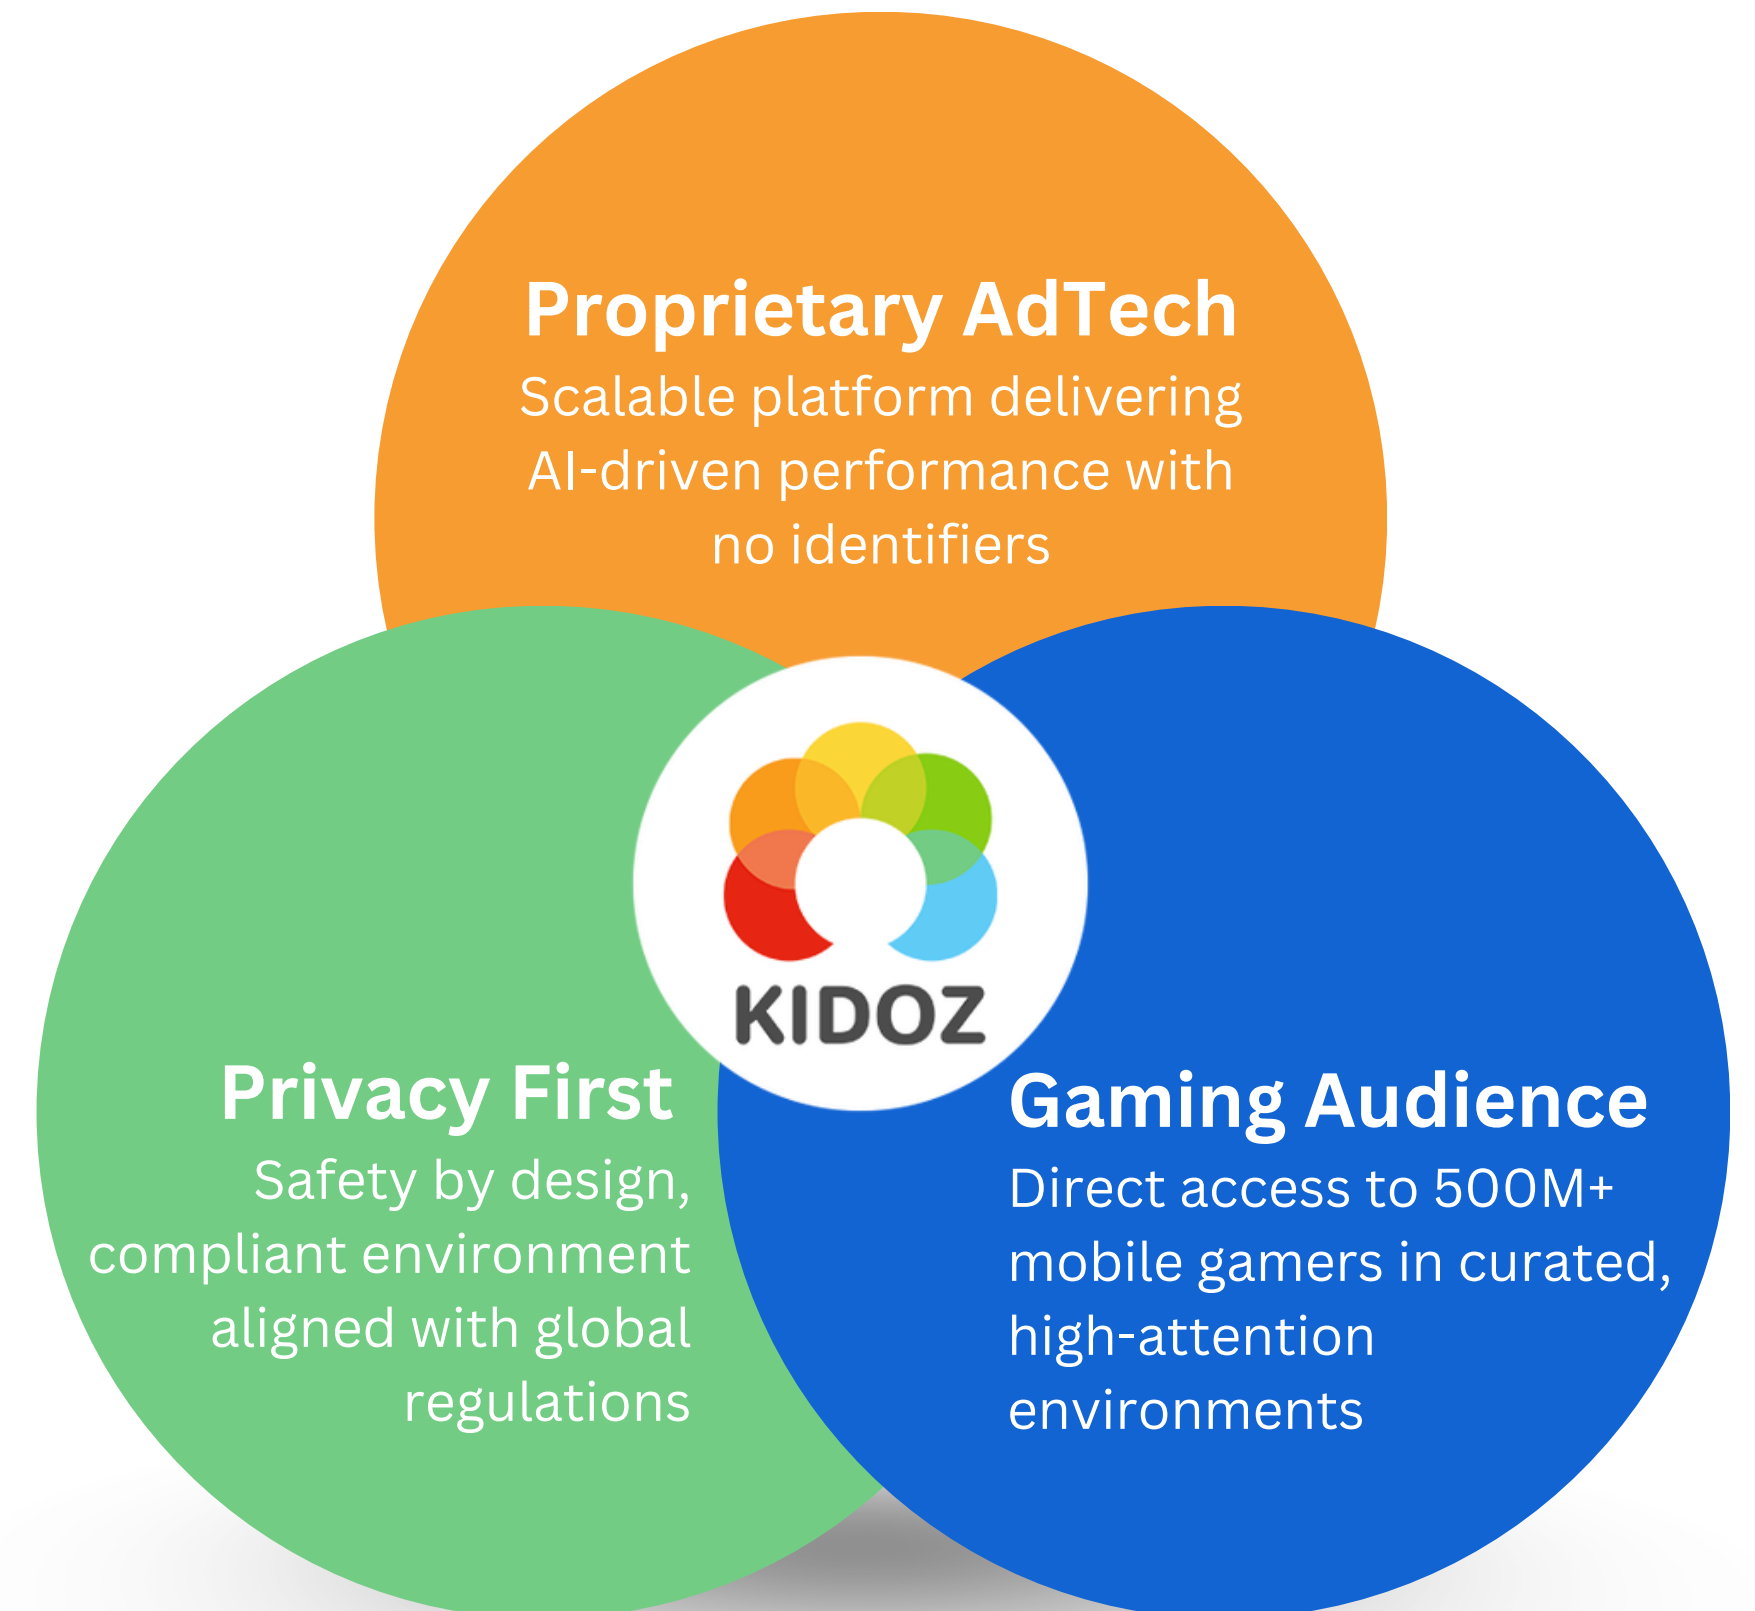 Proprietary AdTech
Scalable platform delivering
AI-driven performance with
no identifiers
KIDOZ
Privacy First
Safety by design,
compliant environment
aligned with global
regulations
Gaming Audience
Direct access to 500M+
mobile gamers in curated,
high-attention
environments